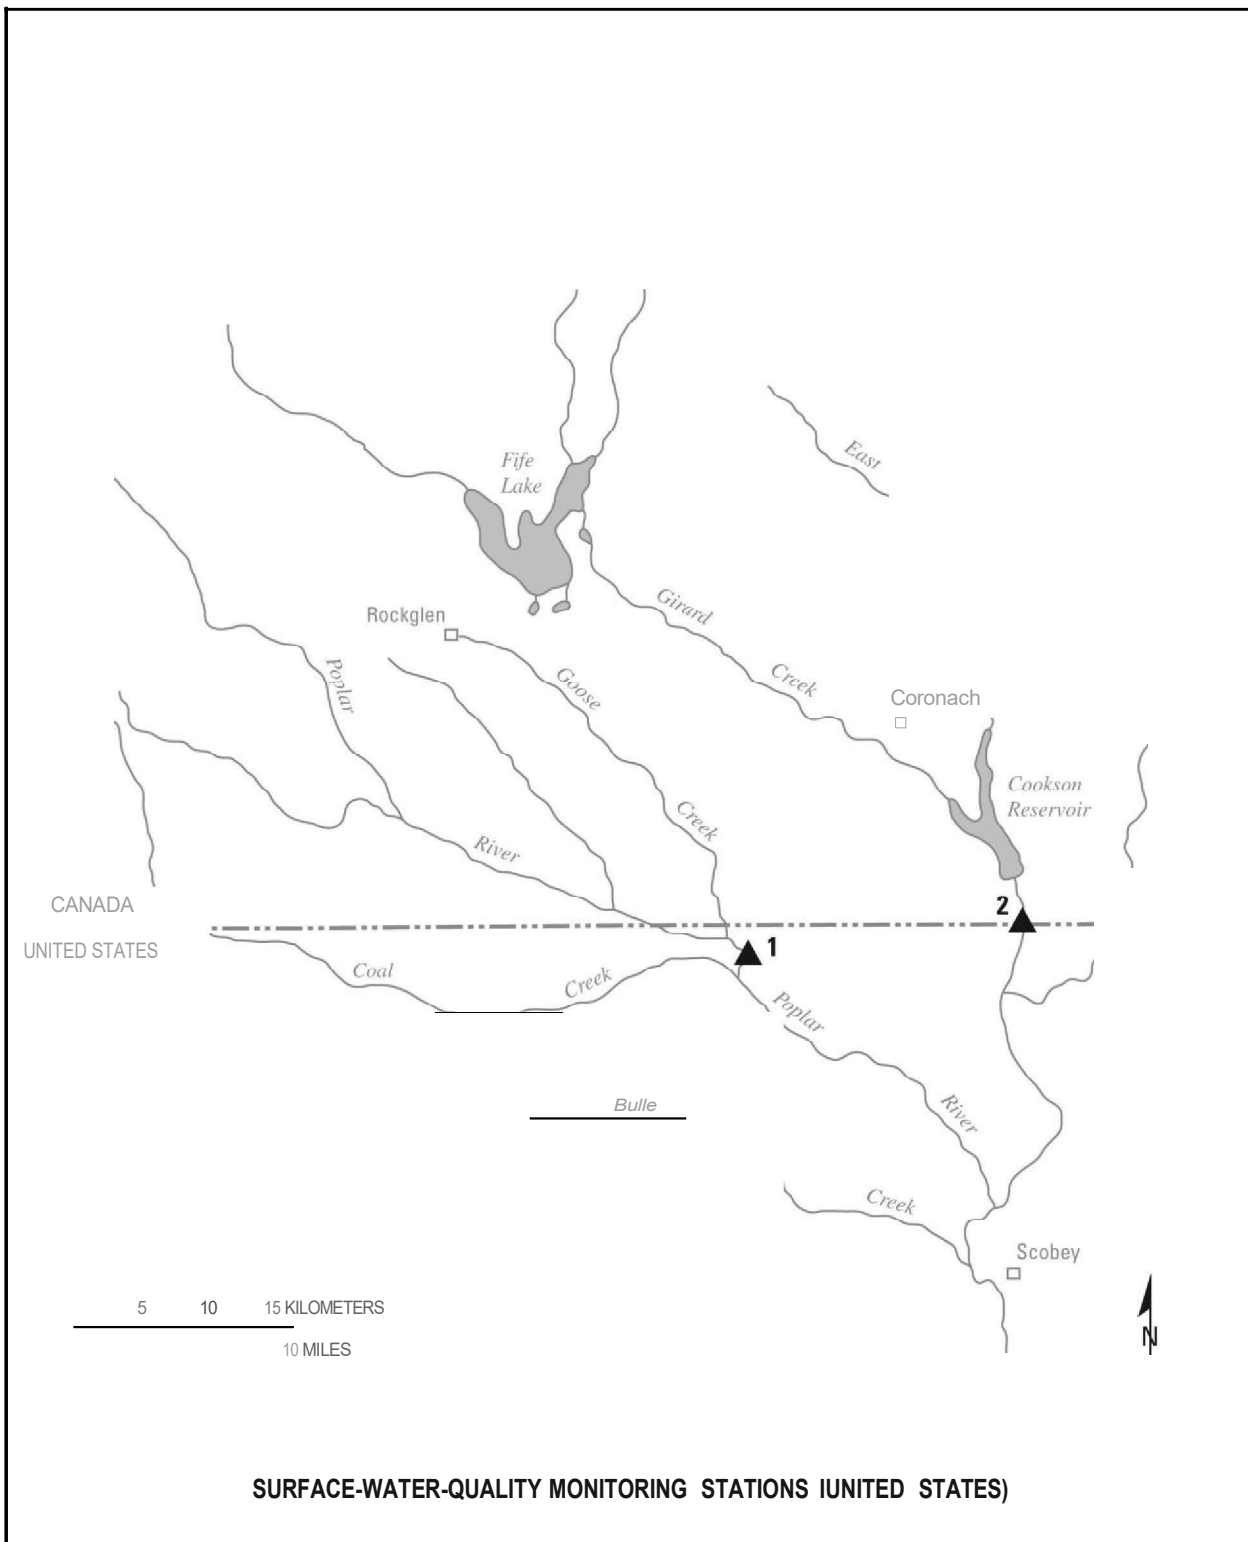 East
Fife
Lake
Girard
Rockglen
Poplar
Goose
Creek
Coronach
Cookson
Reservoir
Creek
River
CANADA
2
UNITED STATES
1
Coal
Creek
Poplar
Bulle
River
Creek
Scobey
5 10 15 KILOMETERS
10 MILES
N
SURFACE-WATER-QUALITY MONITORING STATIONS IUNITED STATES)